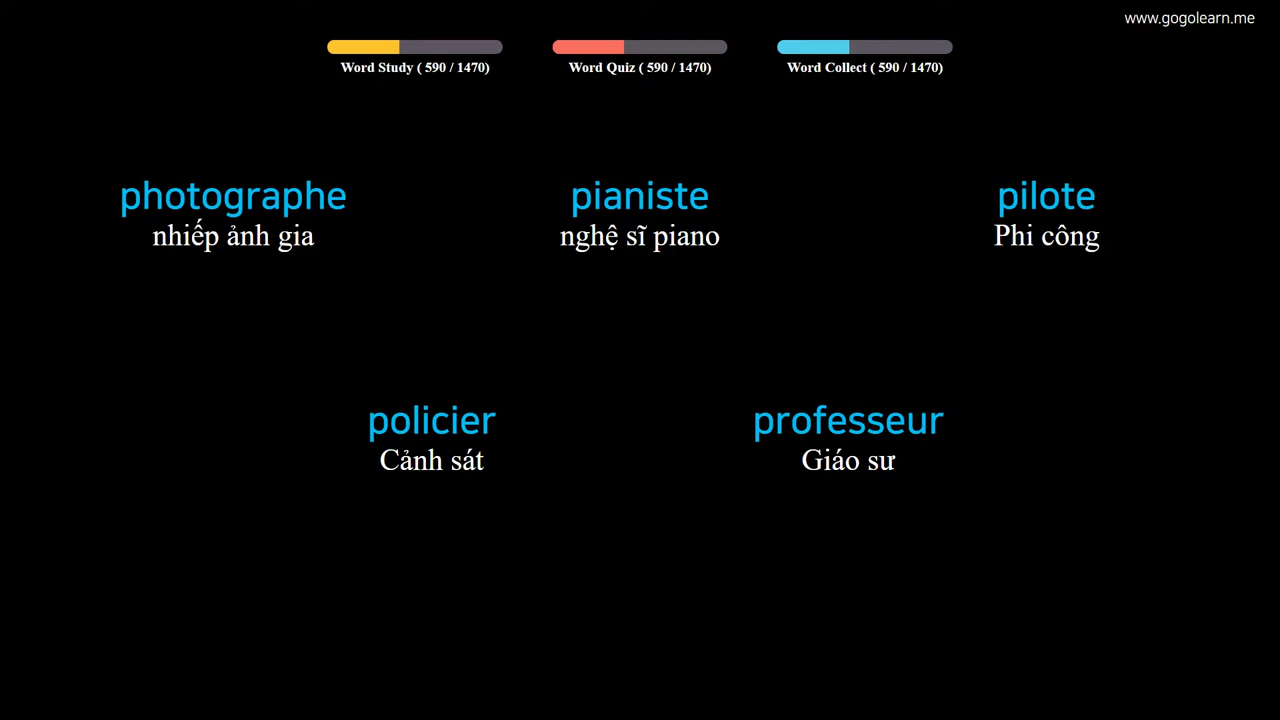 www.gogolearn.me
Word Study ( 590 / 1470)
Word Quiz ( 590 / 1470)
Word Collect ( 590 / 1470)
photographe
nhiếp ảnh gia
pianiste
nghệ sĩ piano
pilote
Phi công
policier
Cảnh sát
professeur
Giáo sư